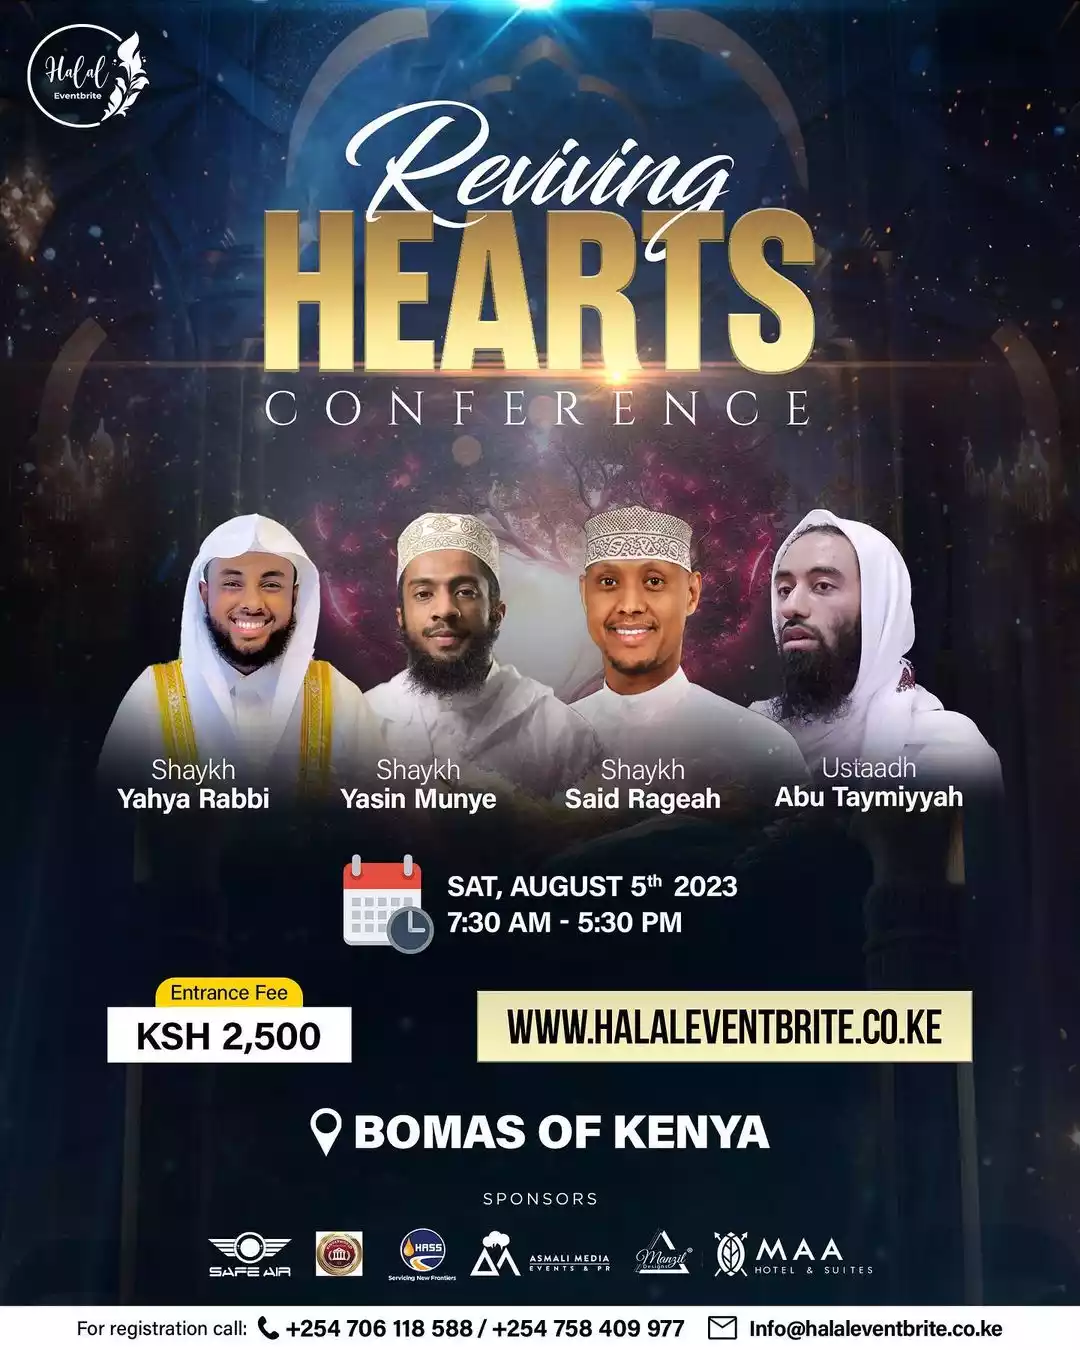 Halal
Eventbrite
Reviving
HEARTS
CONFERENCE
Shaykh
Yahya Rabbi
Shaykh
Yasin Munye
Shaykh
Said Rageah
Ustaadh
Abu Taymiyyah
SAT, AUGUST 5th 2023
7:30 AM - 5:30 PM
Entrance Fee
KSH 2,500
WWW.HALALEVENTBRITE.CO.KE
BOMAS OF KENYA
SPONSORS
SAFE AIR
HASS
Servicing New Frontiers
ASMALI MEDIA
EVENTS & PR
Manzil®
Designs
MAA
HOTEL & SUITES
For registration call: +254 706 118 588 / +254 758 409 977 Info@halaleventbrite.co.ke